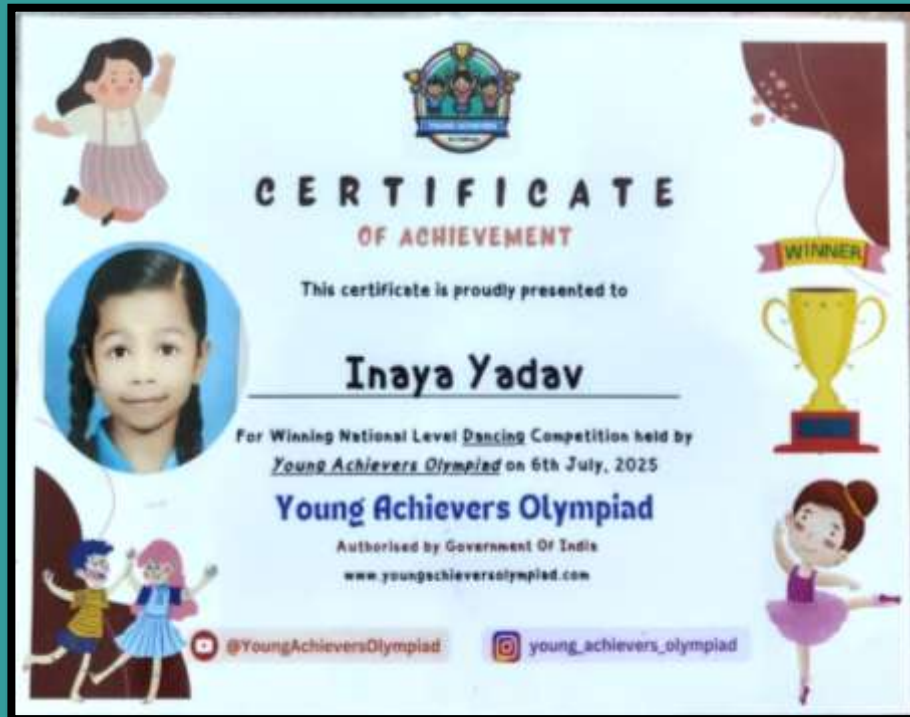 YOUNG ACHIEVERS
CERTIFICATE
OF ACHIEVEMENT
This certificate is proudly presented to
WINNER
Inaya Yadav
For Winning National Level Dancing Competition held by
Young Achievers Olympiad on 6th July, 2025
Young Achievers Olympiad
Authorised by Government Of India
www.youngachieversolympiad.com
@YoungAchieversOlympiad
young_achievers_olympiad